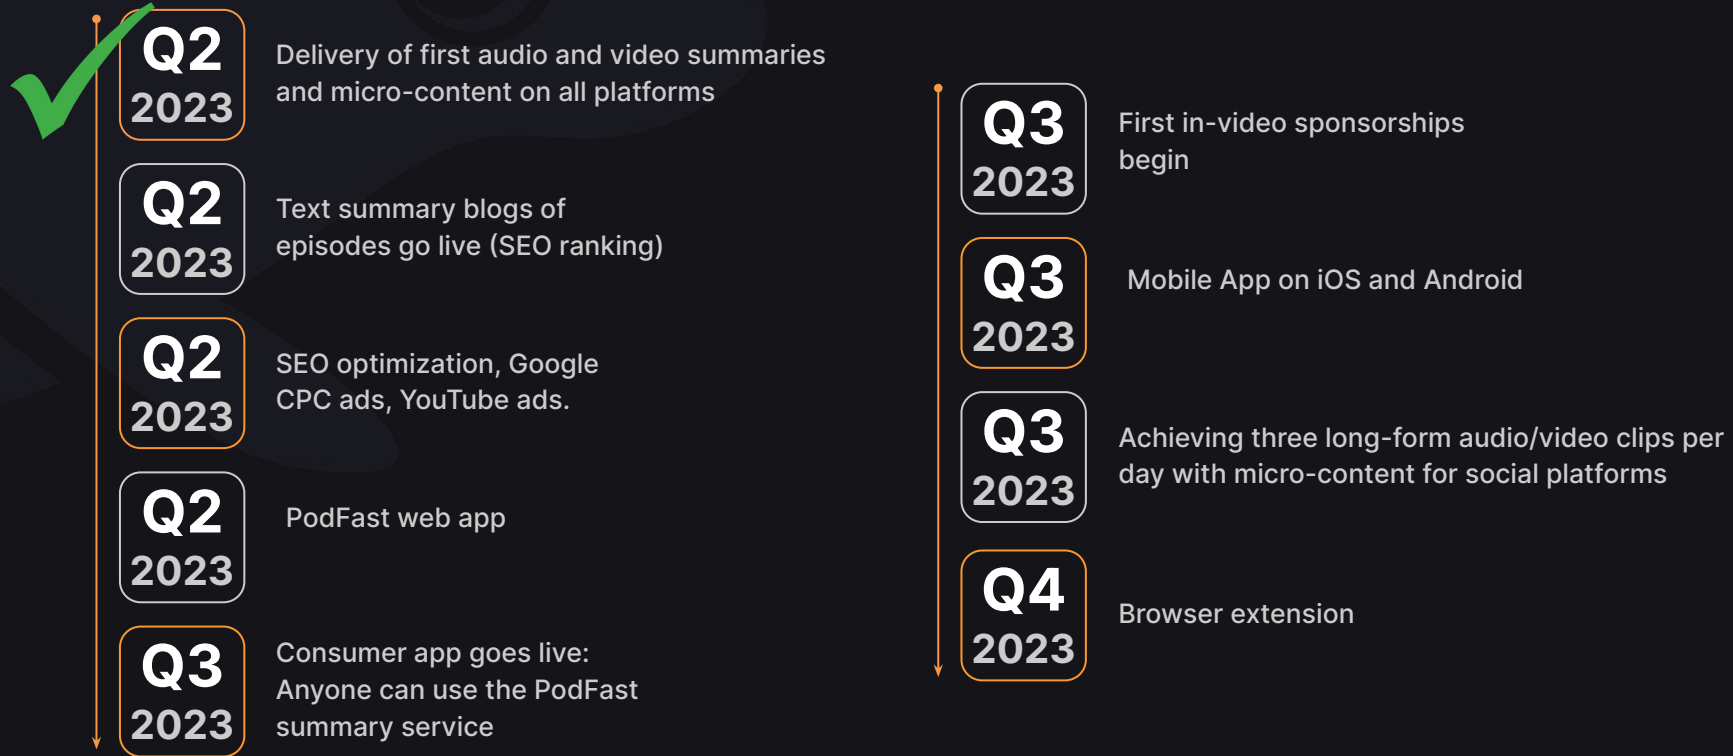 Q2
2023
Delivery of first audio and video summaries
and micro-content on all platforms
Q2
2023
Text summary blogs of
episodes go live (SEO ranking)
Q2
2023
SEO optimization, Google
CPC ads, YouTube ads.
Q2
2023
PodFast web app
Q3
2023
Consumer app goes live:
Anyone can use the PodFast
summary service
Q3
2023
First in-video sponsorships
begin
Q3
2023
Mobile App on iOS and Android
Q3
2023
Achieving three long-form audio/video clips per
day with micro-content for social platforms
Q4
2023
Browser extension